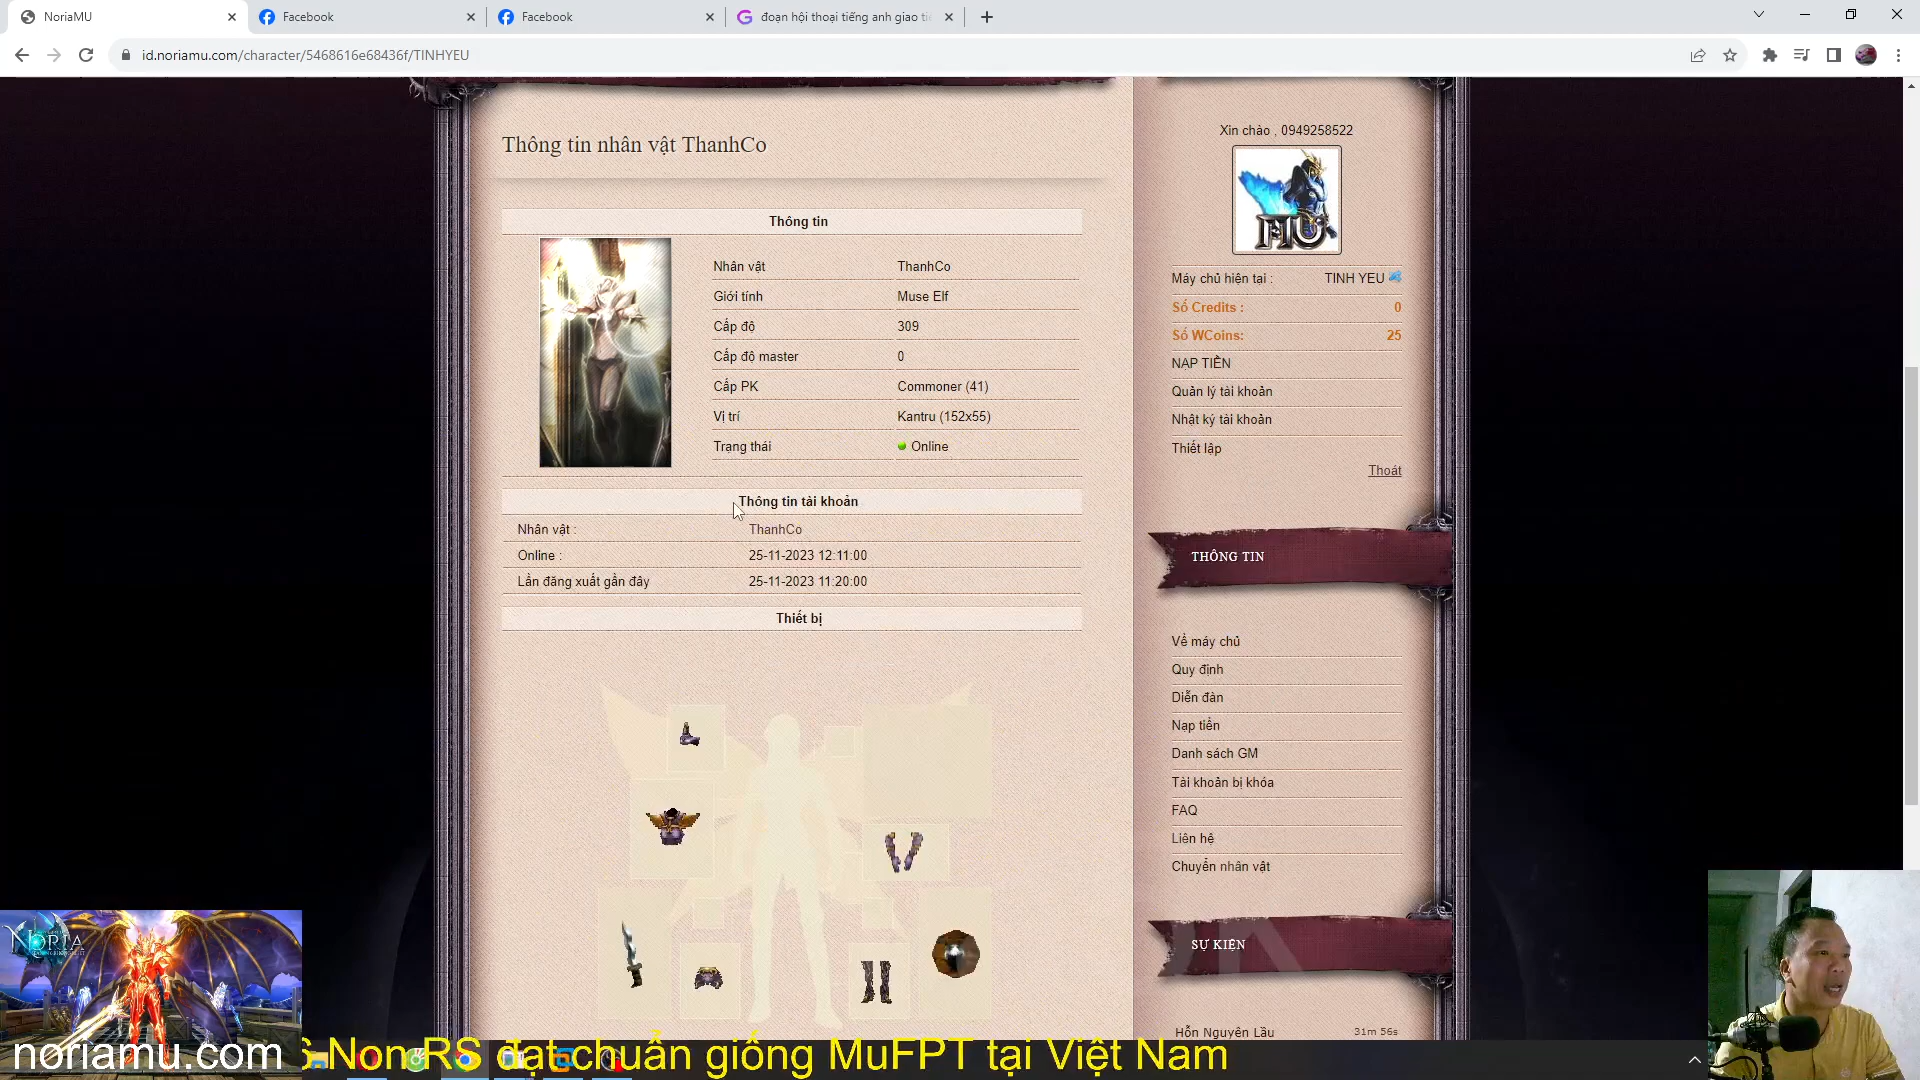 NoriaMU
Facebook
Facebook
đoạn hội thoại tiếng anh giao tiế
id.noriamu.com/character/5468616e68436f/TINHYEU
Thông tin nhân vật ThanhCo
Thông tin
Nhân vật ThanhCo
Giới tính Muse Elf
Cấp độ 309
Cấp độ master 0
Cấp PK Commoner (41)
Vị trí Kantru (152x55)
Trạng thái Online
Thông tin tài khoản
Nhân vật : ThanhCo
Online : 25-11-2023 12:11:00
Lần đăng xuất gần đây 25-11-2023 11:20:00
Thiết bị
Xin chào , 0949258522
MU
Máy chủ hiện tại : TINH YEU
Số Credits : 0
Số WCoins: 25
NẠP TIỀN
Quản lý tài khoản
Nhật ký tài khoản
Thiết lập
Thoát
THÔNG TIN
Về máy chủ
Quy định
Diễn đàn
Nạp tiền
Danh sách GM
Tài khoản bị khóa
FAQ
Liên hệ
Chuyển nhân vật
SỰ KIỆN
Hỗn Nguyên Lầu 31m 56s
NORIA
noriamu.com
6 Non RS đạt chuẩn giống MuFPT tại Việt Nam